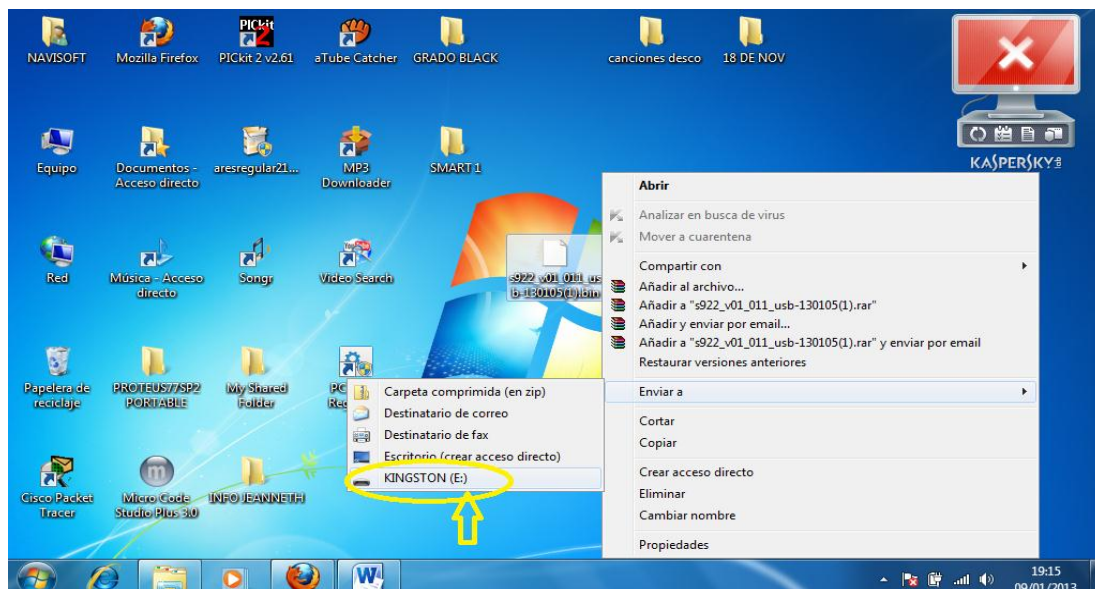 NAVISOFT
Mozilla Firefox
PICkit 2
PICkit 2 v2.61
aTube Catcher
GRADO BLACK
canciones desco
18 DE NOV
KASPERSKY
Equipo
Documentos -
Acceso directo
aresregular21...
MP3
Downloader
SMART 1
Red
Música - Acceso
directo
Songr
Video Search
s922_v01_011_us
b-130105(1).bin
Papelera de
reciclaje
PROTEUS77SP2
PORTABLE
My Shared
Folder
PC
Reg
Cisco Packet
Tracer
m
Micro Code
Studio Plus 3.0
INFO JEANNETH
Abrir
Analizar en busca de virus
Mover a cuarentena
Compartir con
Añadir al archivo...
Añadir a "s922_v01_011_usb-130105(1).rar"
Añadir y enviar por email...
Añadir a "s922_v01_011_usb-130105(1).rar" y enviar por email
Restaurar versiones anteriores
Enviar a
Cortar
Copiar
Crear acceso directo
Eliminar
Cambiar nombre
Propiedades
Carpeta comprimida (en zip)
Destinatario de correo
Destinatario de fax
Escritorio (crear acceso directo)
KINGSTON (E:)
W
19:15
09/01/2013